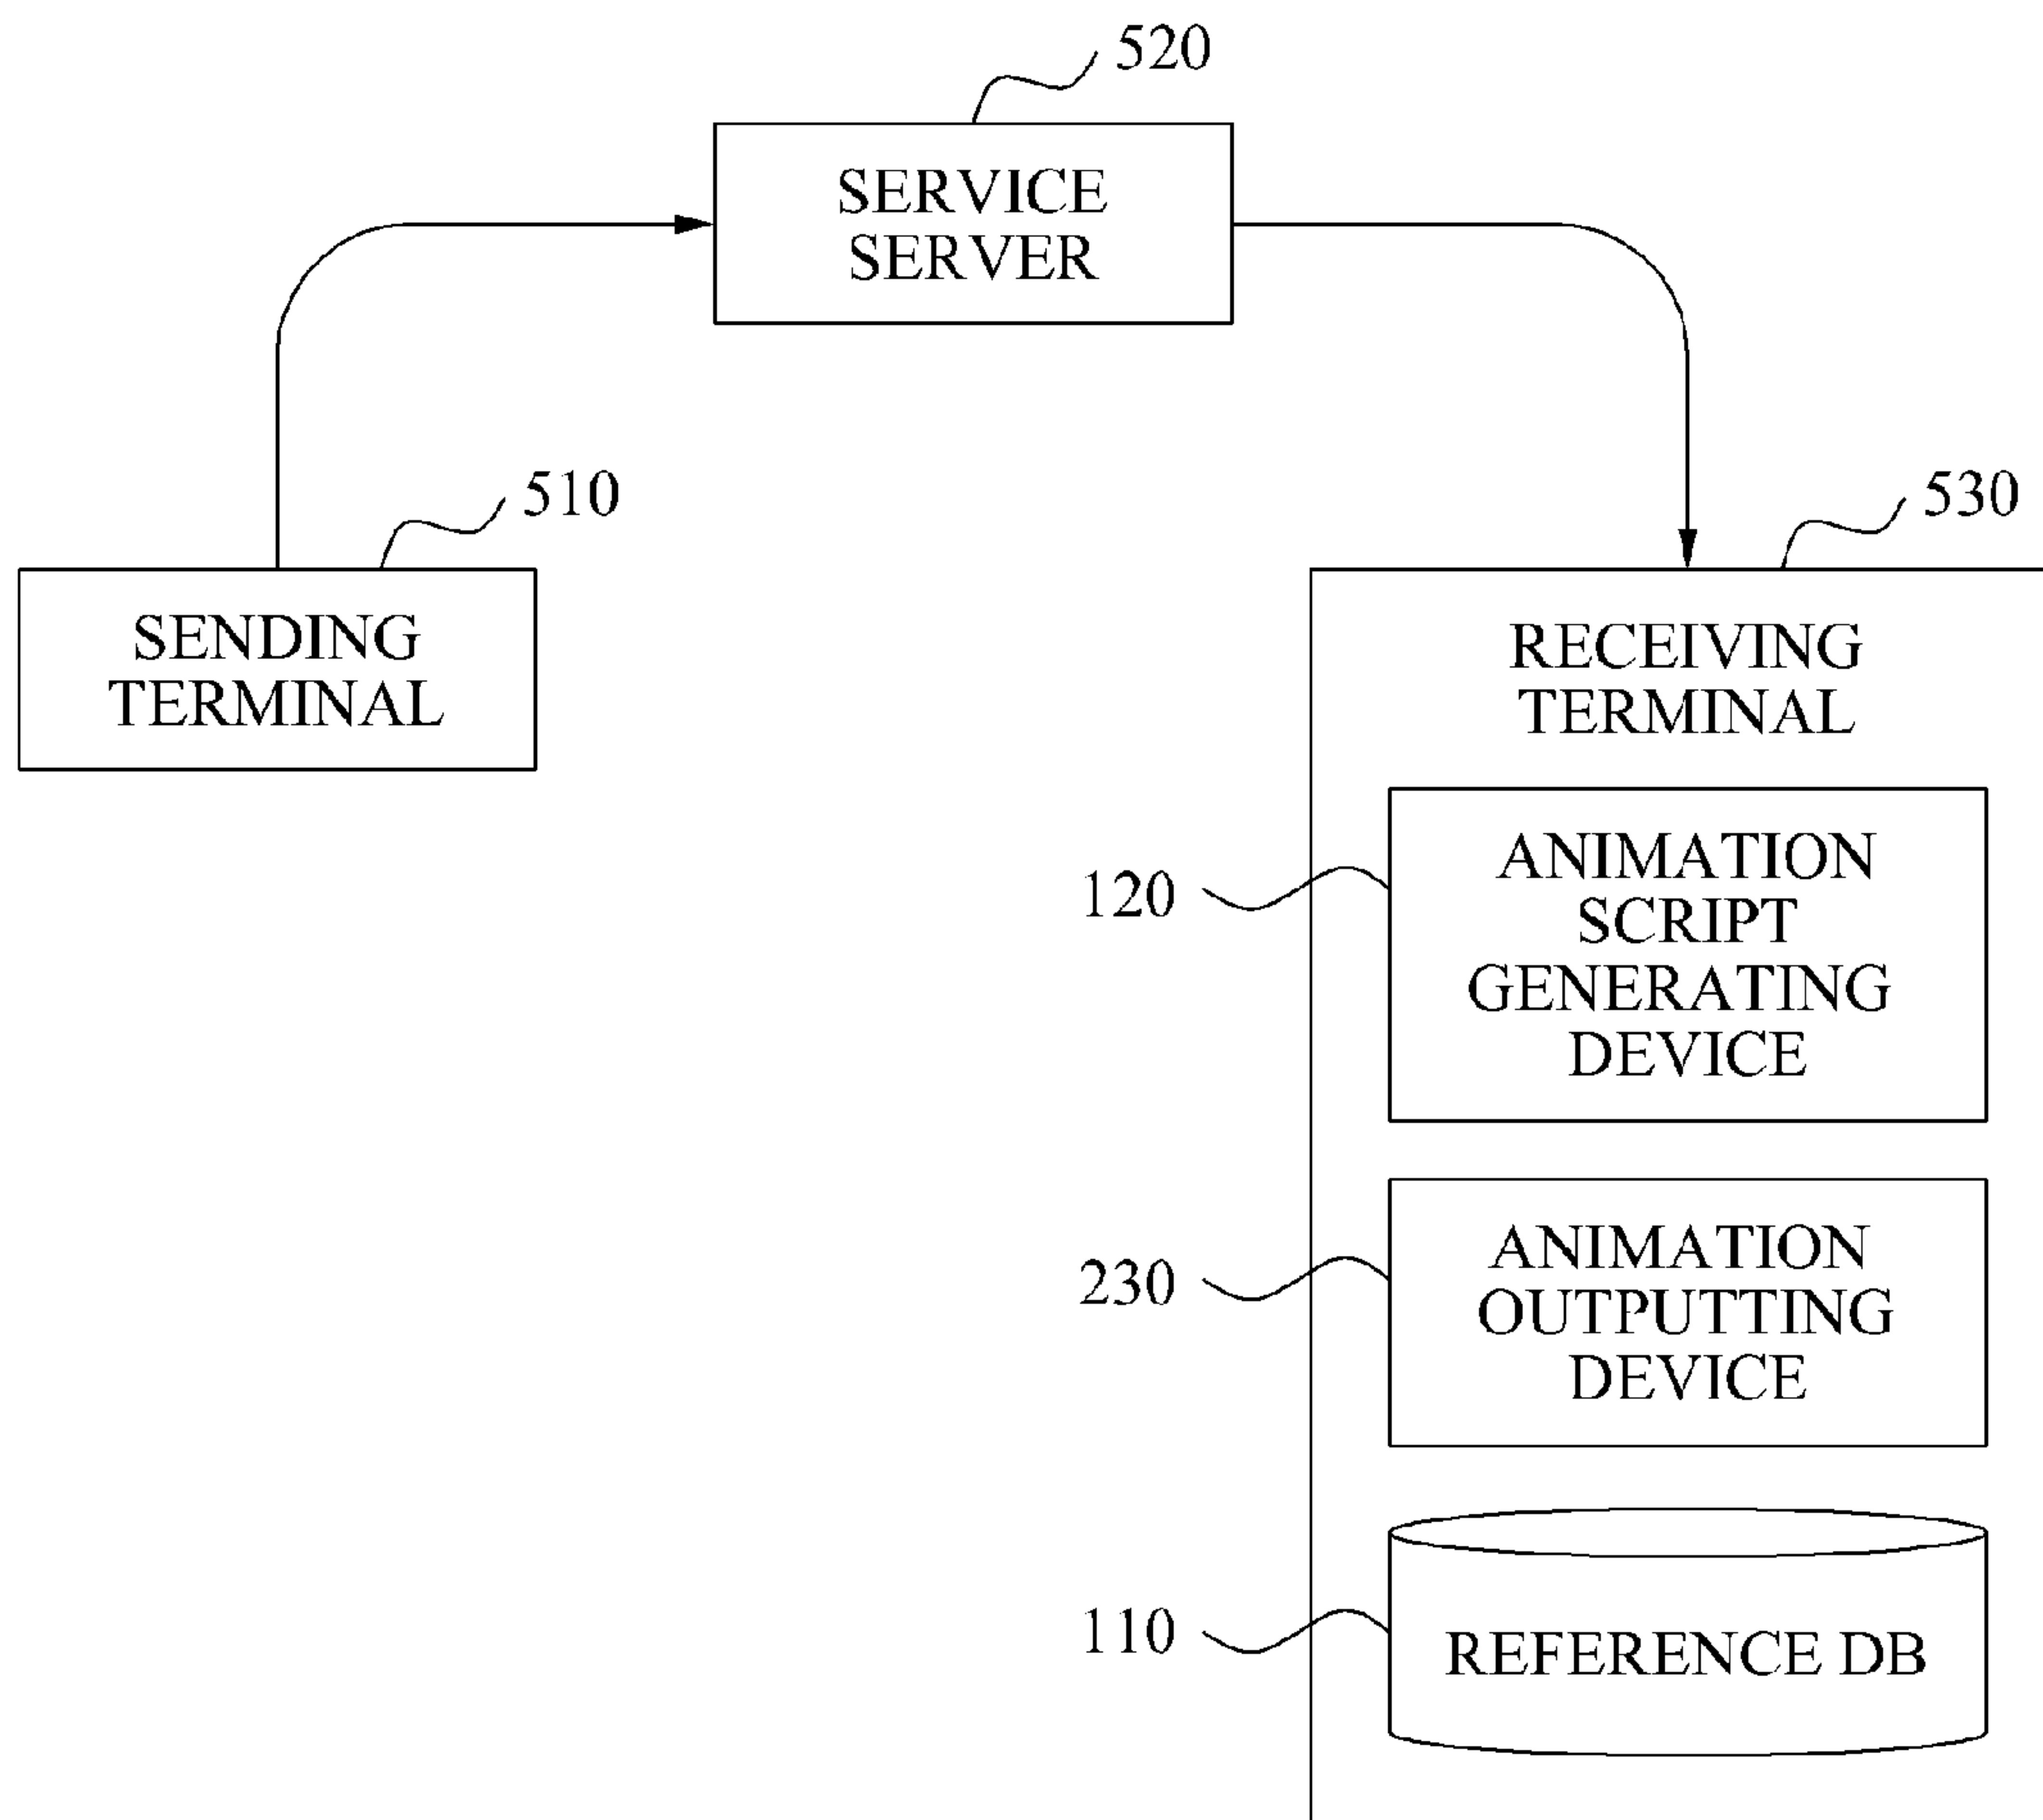 520
SERVICE
SERVER
510
530
SENDING
TERMINAL
RECEIVING
TERMINAL
120
ANIMATION
SCRIPT
GENERATING
DEVICE
230
ANIMATION
OUTPUTTING
DEVICE
110
REFERENCE DB